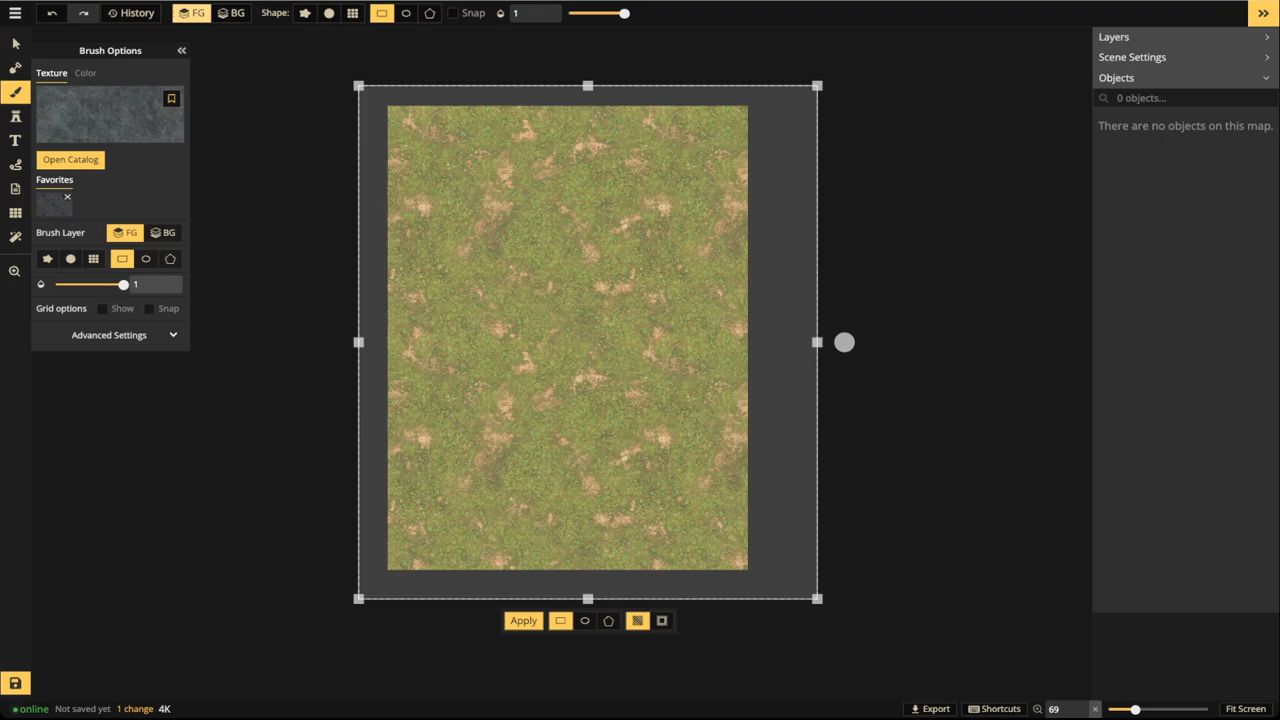 History FG BG Shape: Snap 1
Brush Options
Texture Color
Open Catalog
Favorites
Brush Layer FG BG
1
Grid options Show Snap
Advanced Settings
Apply
Layers
Scene Settings
Objects
0 objects...
There are no objects on this map.
online Not saved yet 1 change 4K
Export Shortcuts 69 × Fit Screen